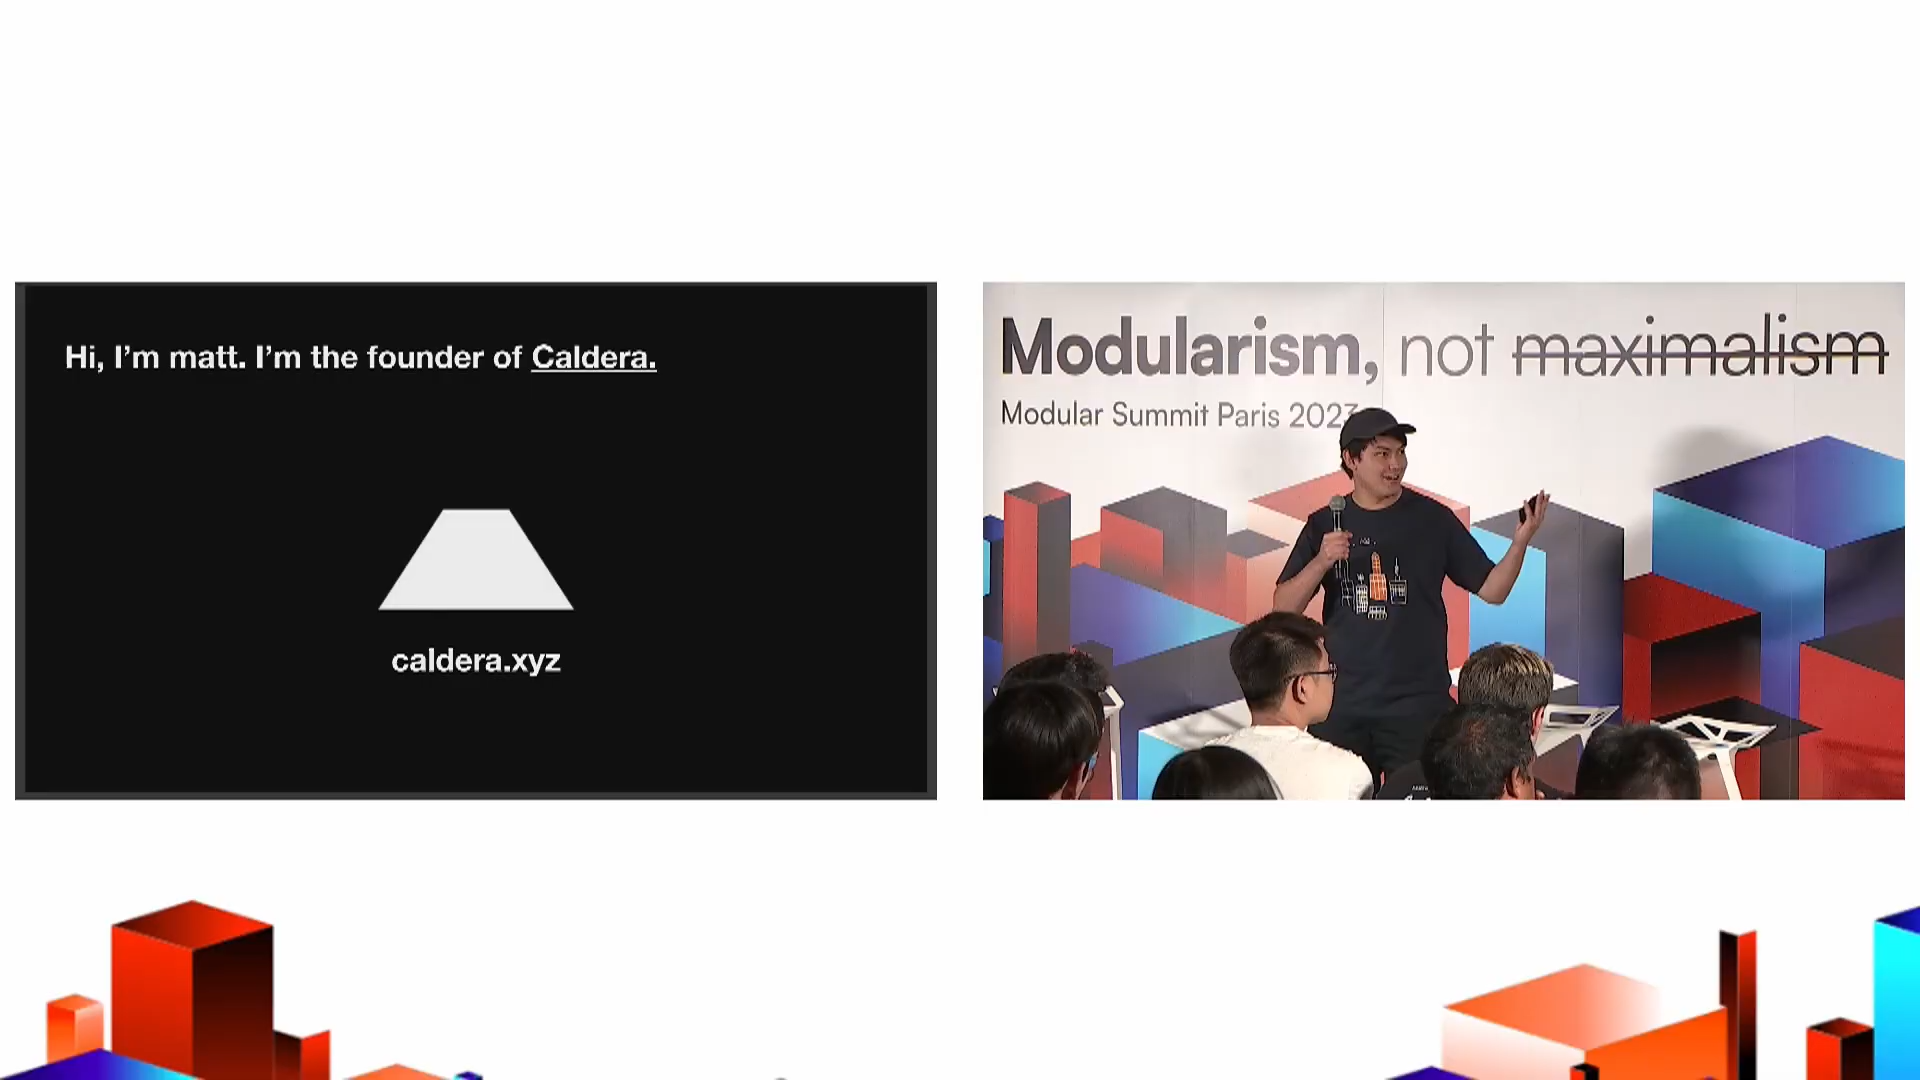 Hi, I’m matt. I’m the founder of Caldera.
caldera.xyz
Modularism, not maximalism
Modular Summit Paris 2023